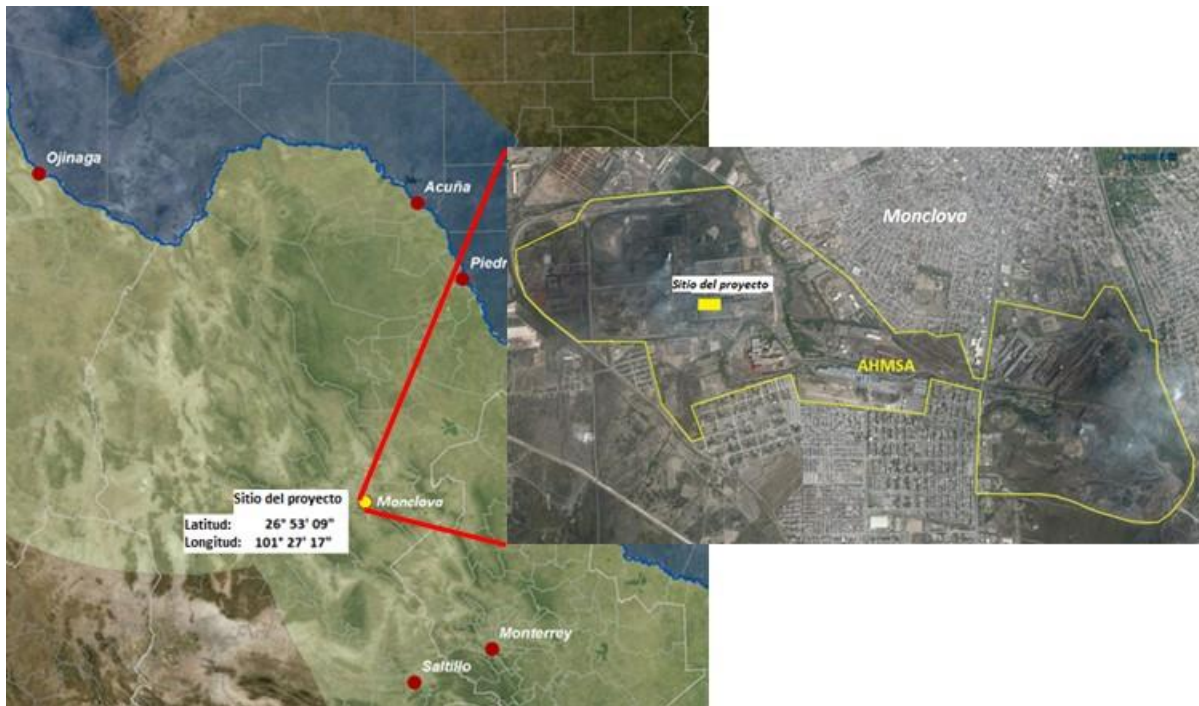 Ojinaga
Acuña
Piedr
Monclova
Sitio del proyecto
AHMSA
Sitio del proyecto
Latitud: 26° 53' 09"
Longitud: 101° 27' 17"
Monclova
Monterrey
Saltillo